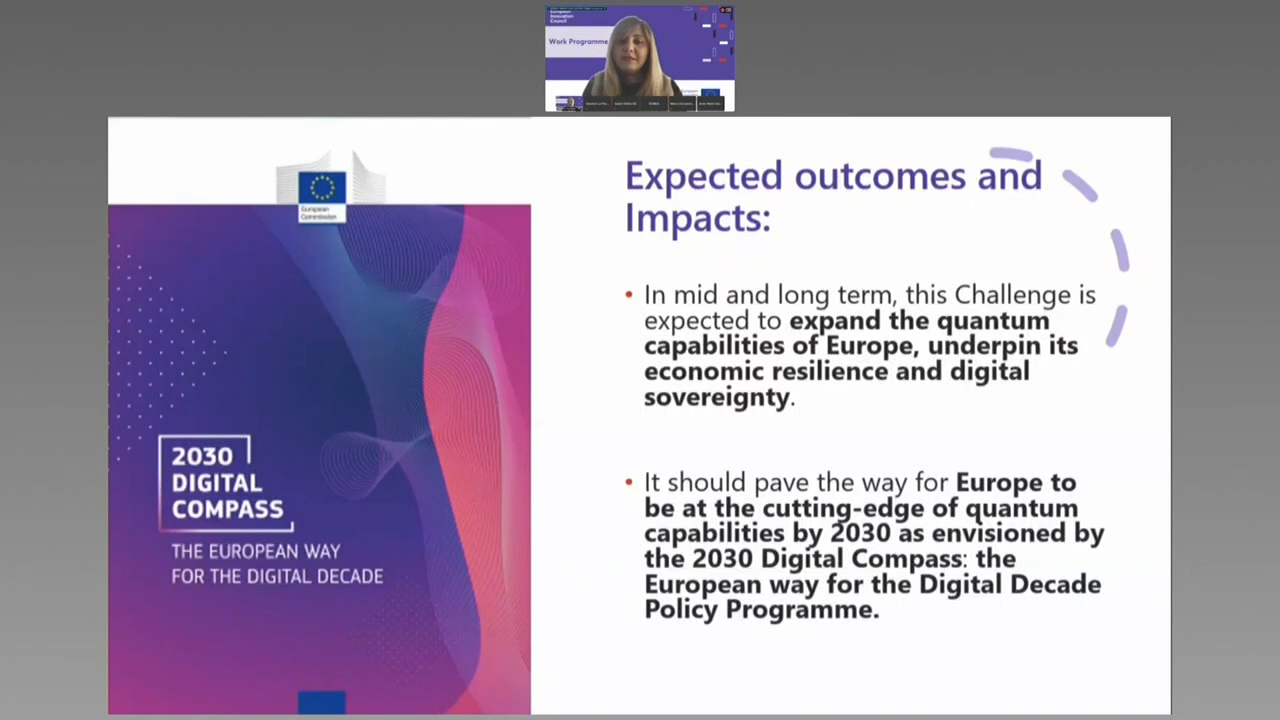 European
Innovation
Council
Work Programme
European
Commission
2030
DIGITAL
COMPASS
THE EUROPEAN WAY
FOR THE DIGITAL DECADE
Expected outcomes and
Impacts:
• In mid and long term, this Challenge is
expected to expand the quantum
capabilities of Europe, underpin its
economic resilience and digital
sovereignty.
• It should pave the way for Europe to
be at the cutting-edge of quantum
capabilities by 2030 as envisioned by
the 2030 Digital Compass: the
European way for the Digital Decade
Policy Programme.